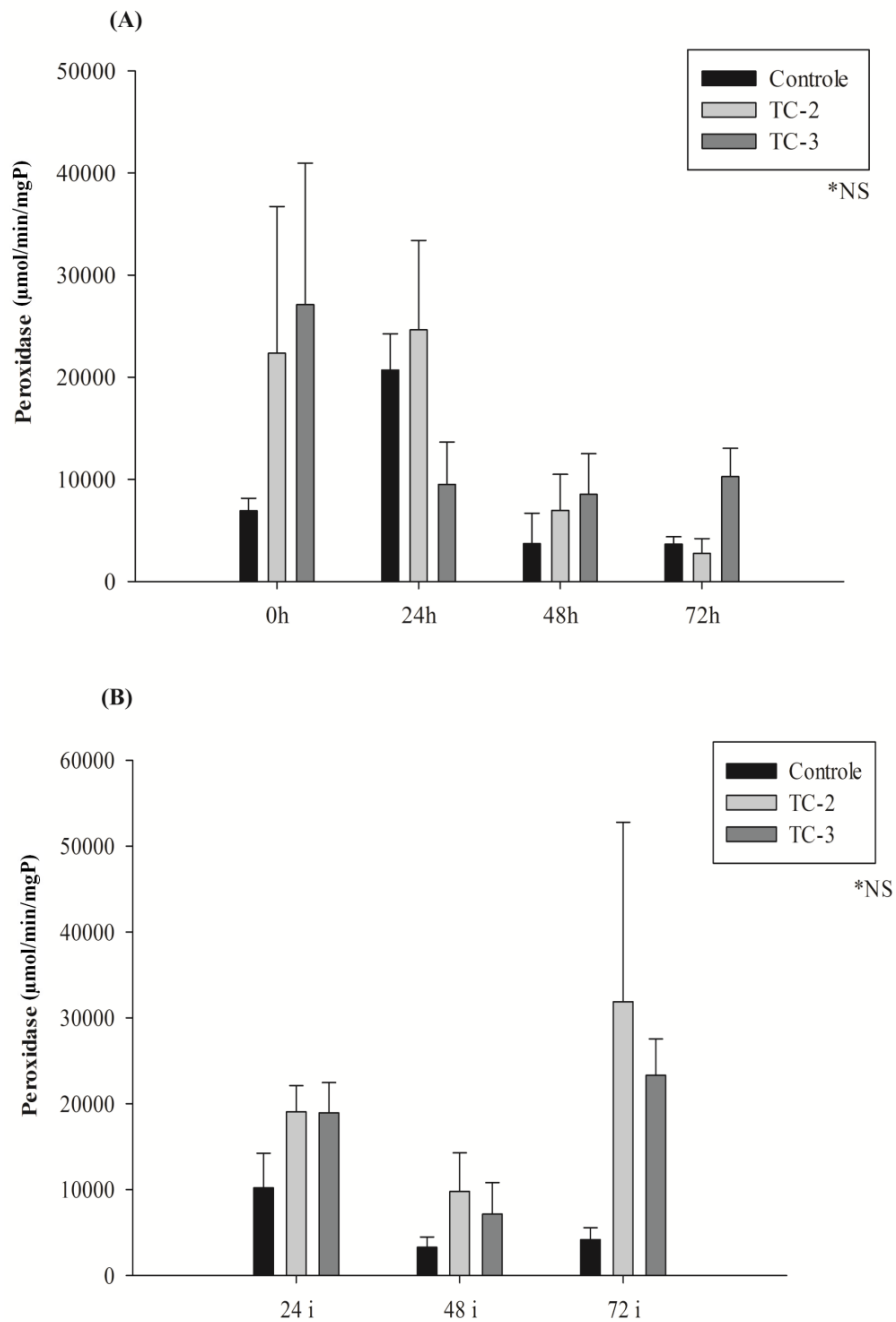 (A)
50000
40000
30000
20000
10000
0
Peroxidase (µmol/min/mgP)
Controle
TC-2
TC-3
*NS
0h 24h 48h 72h
(B)
60000
50000
40000
30000
20000
10000
0
Peroxidase (µmol/min/mgP)
Controle
TC-2
TC-3
*NS
24 i 48 i 72 i